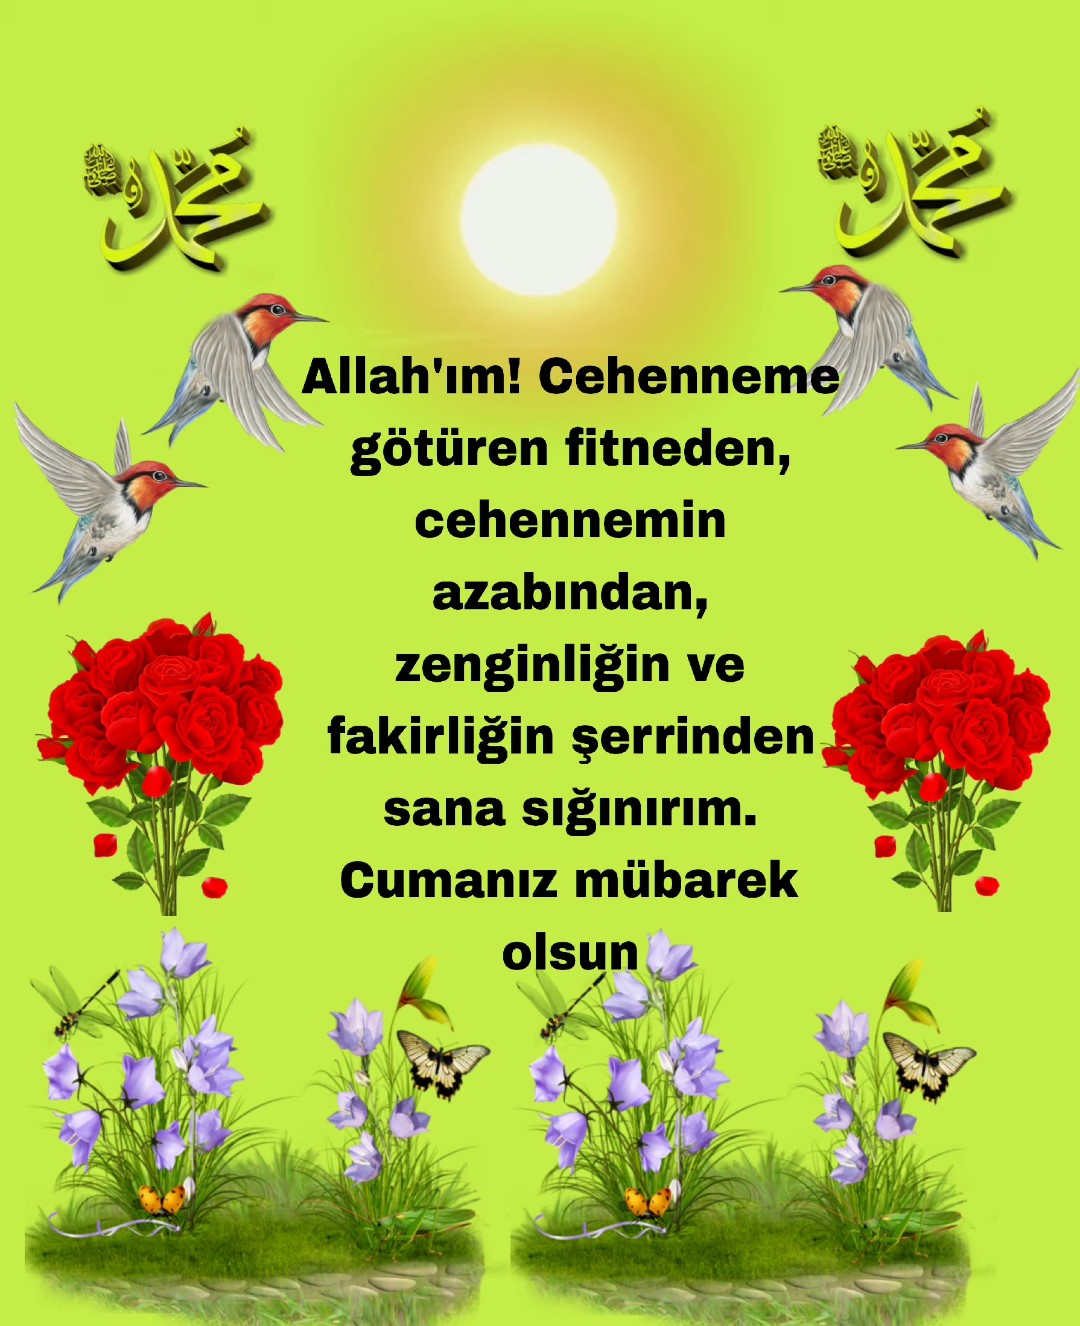 محمد
محمد
Allah'ım! Cehenneme
götüren fitneden,
cehennemin
azabından,
zenginliğin ve
fakirliğin şerrinden
sana sığınırım.
Cumanız mübarek
olsun